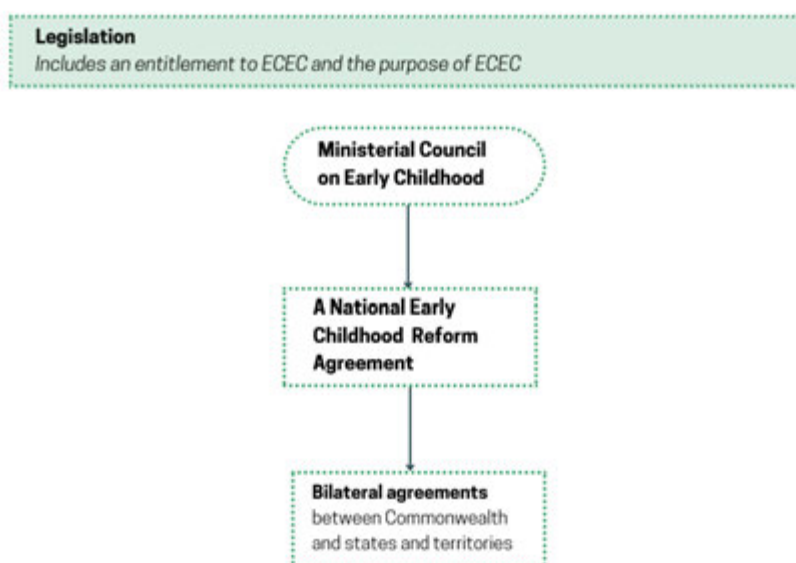 Legislation
Includes an entitlement to ECEC and the purpose of ECEC
Ministerial Council
on Early Childhood
A National Early
Childhood Reform
Agreement
Bilateral agreements
between Commonwealth
and states and territories